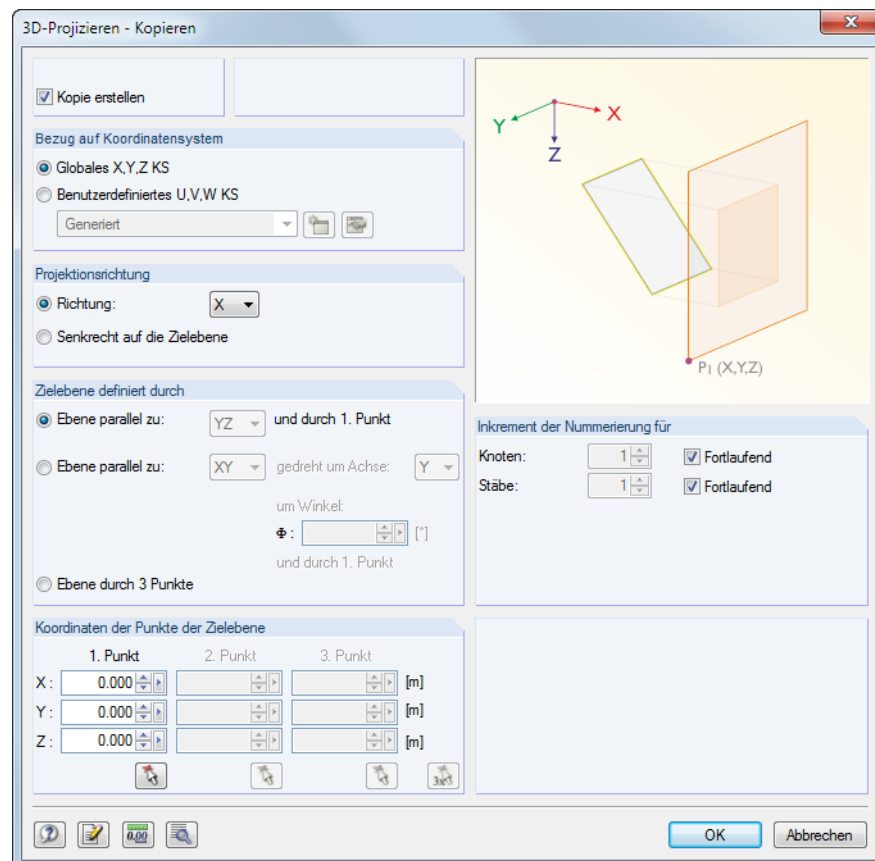 3D-Projizieren - Kopieren
Kopie erstellen
Bezug auf Koordinatensystem
Globales X,Y,Z KS
Benutzerdefiniertes U,V,W KS
Generiert
Projektionsrichtung
Richtung: X
Senkrecht auf die Zielebene
Zielebene definiert durch
Ebene parallel zu: YZ und durch 1. Punkt
Ebene parallel zu: XY gedreht um Achse: Y
um Winkel:
Φ : [°]
und durch 1. Punkt
Ebene durch 3 Punkte
Koordinaten der Punkte der Zielebene
1. Punkt 2. Punkt 3. Punkt
X : 0.000 [m]
Y : 0.000 [m]
Z : 0.000 [m]
3x
X
Y
Z
P1 (X,Y,Z)
Inkrement der Nummerierung für
Knoten: 1 Fortlaufend
Stäbe: 1 Fortlaufend
0.00
OK Abbrechen